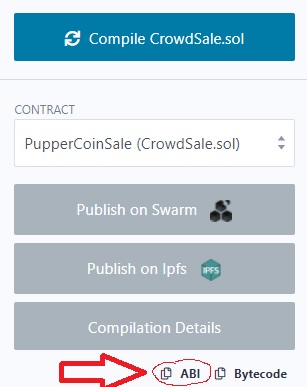 Compile CrowdSale.sol
CONTRACT
PupperCoinSale (CrowdSale.sol)
Publish on Swarm
Publish on Ipfs
IPFS
Compilation Details
ABI Bytecode